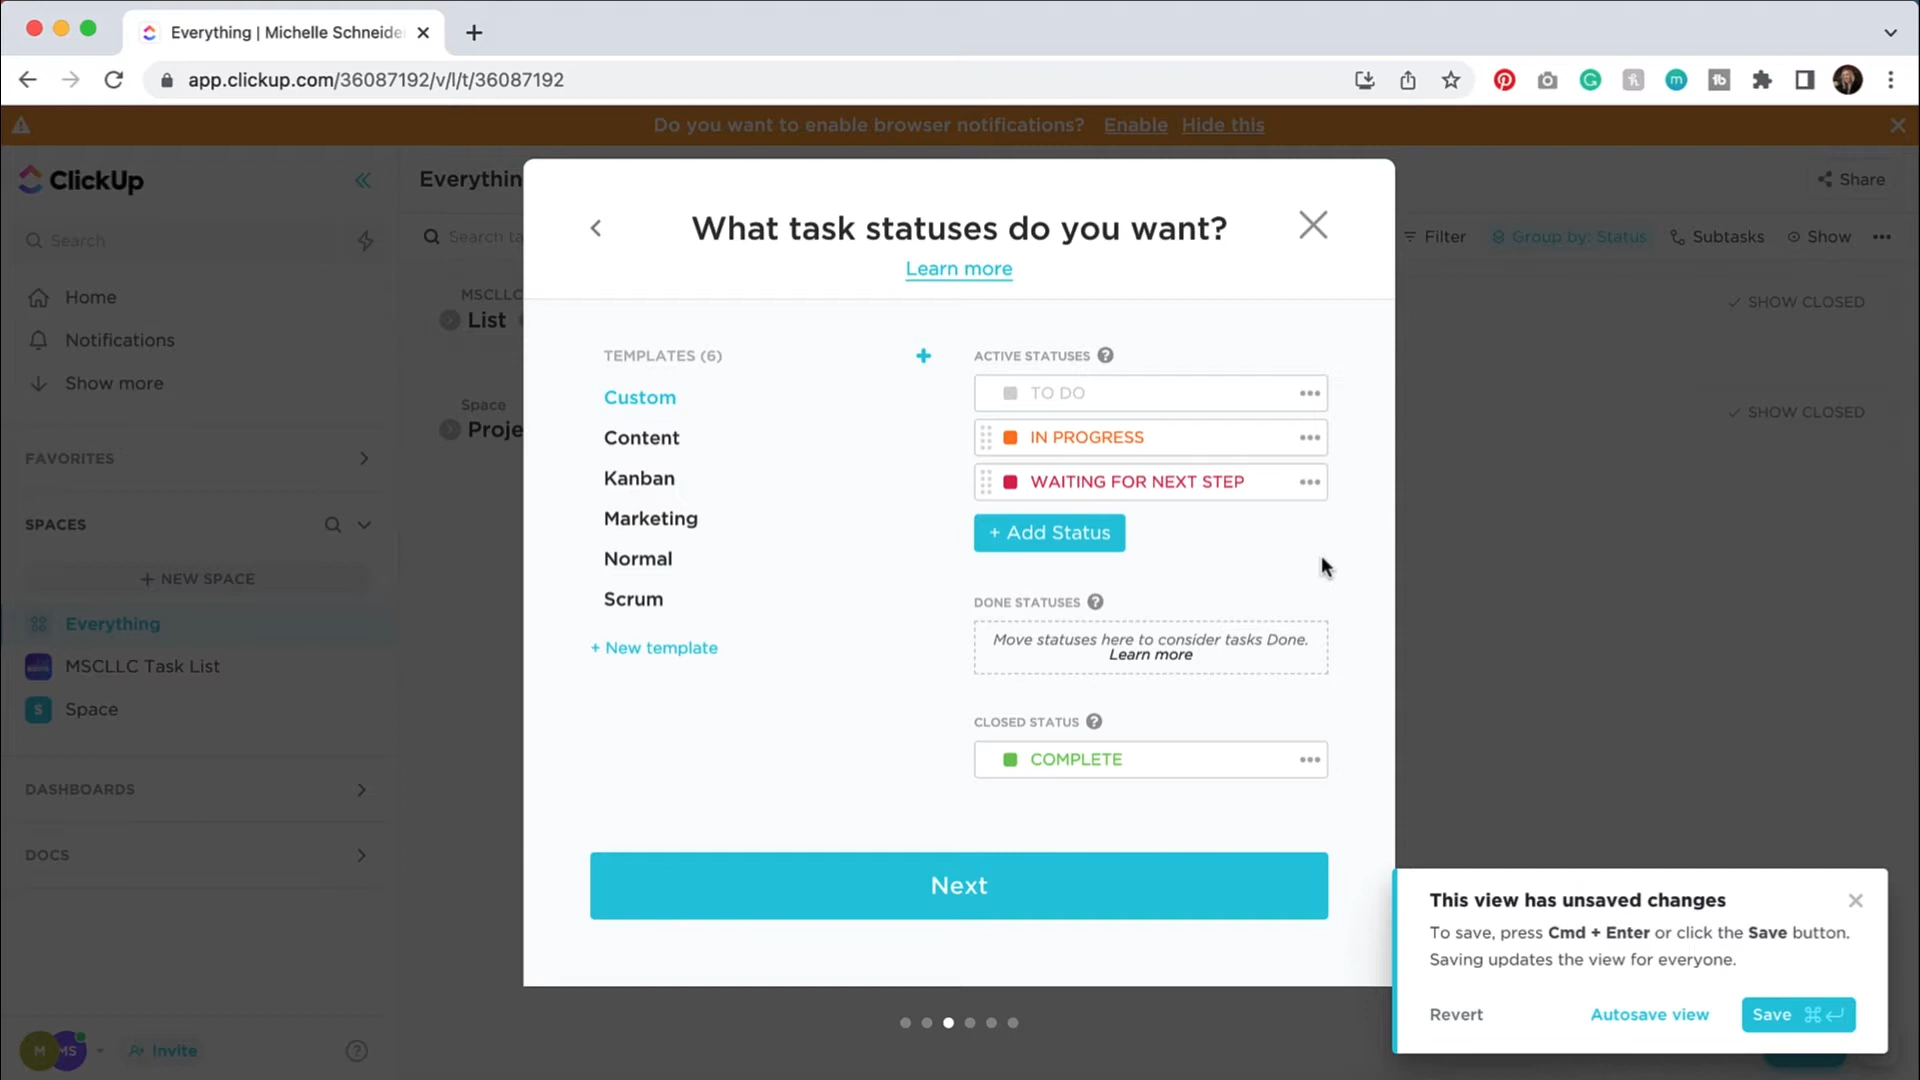 Everything | Michelle Schneide
app.clickup.com/36087192/v/l/t/36087192
Do you want to enable browser notifications? Enable Hide this
ClickUp
Everythin
Share
Search
Search ta
Filter
Group by: Status
Subtasks
Show
Home
Notifications
Show more
FAVORITES
SPACES
+ NEW SPACE
Everything
MSCLLC Task List
S
Space
DASHBOARDS
DOCS
M
MS
Invite
MSCLLC
List
SHOW CLOSED
Space
Proje
SHOW CLOSED
What task statuses do you want?
Learn more
TEMPLATES (6)
Custom
Content
Kanban
Marketing
Normal
Scrum
+ New template
ACTIVE STATUSES
TO DO
IN PROGRESS
WAITING FOR NEXT STEP
+ Add Status
DONE STATUSES
Move statuses here to consider tasks Done.
Learn more
CLOSED STATUS
COMPLETE
Next
This view has unsaved changes
To save, press Cmd + Enter or click the Save button.
Saving updates the view for everyone.
Revert
Autosave view
Save ⌘↵